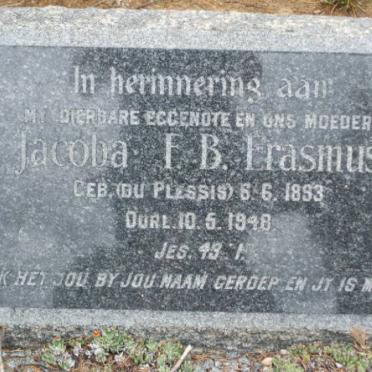 In herinnering aan
MY DIERBARE EGGENOTE EN ONS MOEDER
Jacoba F. B. Erasmus
GEB. (DU PLESSIS) 6. 6. 1893
OORL. 10. 5. 1948
JES. 43. 1.
K HET JOU BY JOU NAAM GEROEP EN JY IS M